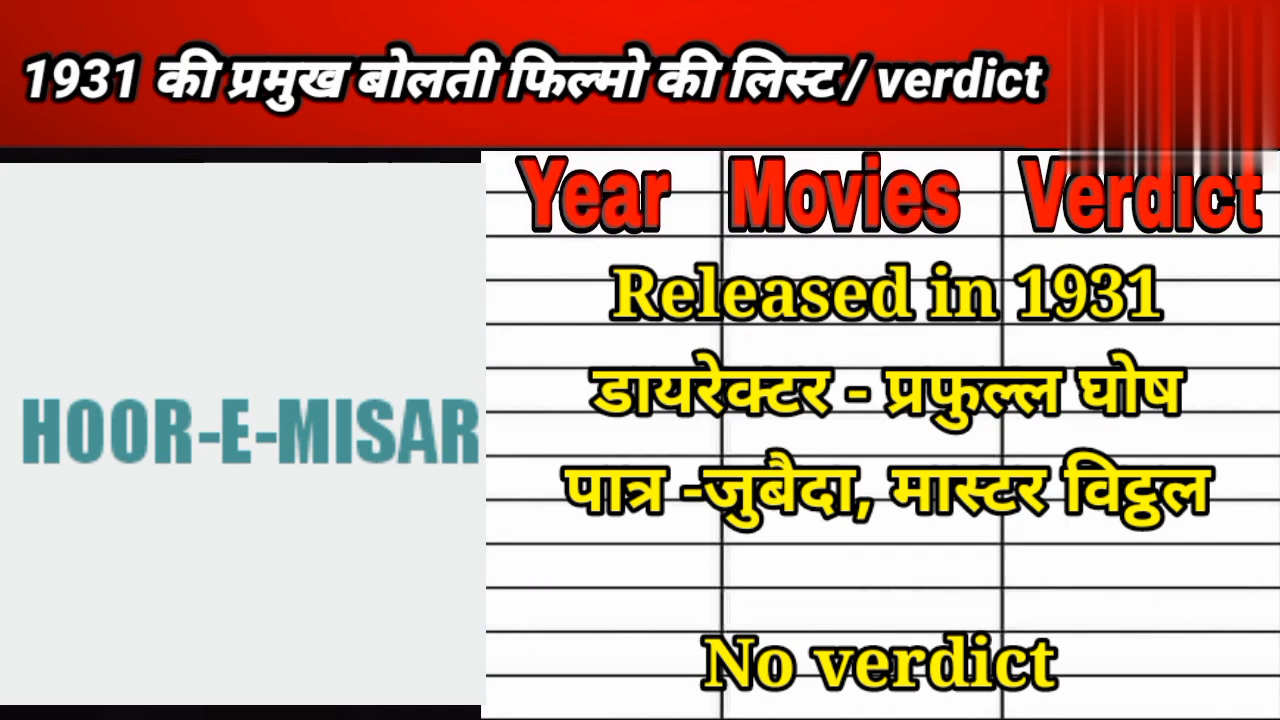 1931 की प्रमुख बोलती फिल्मो की लिस्ट/ verdict
Year Movies Verdict
Released in 1931
डायरेक्टर - प्रफुल्ल घोष
HOOR-E-MISAR
पात्र -जुबैदा, मास्टर विट्ठल
No verdict